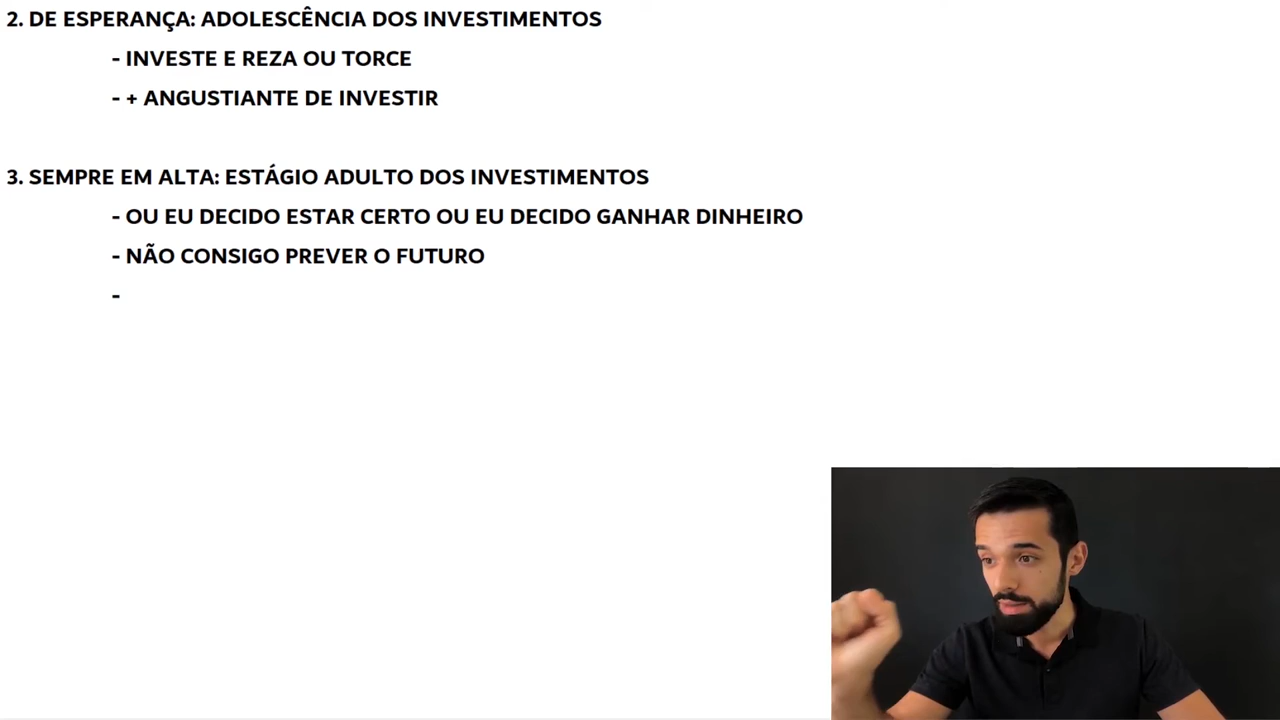 2. DE ESPERANÇA: ADOLESCÊNCIA DOS INVESTIMENTOS
- INVESTE E REZA OU TORCE
- + ANGUSTIANTE DE INVESTIR
3. SEMPRE EM ALTA: ESTÁGIO ADULTO DOS INVESTIMENTOS
- OU EU DECIDO ESTAR CERTO OU EU DECIDO GANHAR DINHEIRO
- NÃO CONSIGO PREVER O FUTURO
-